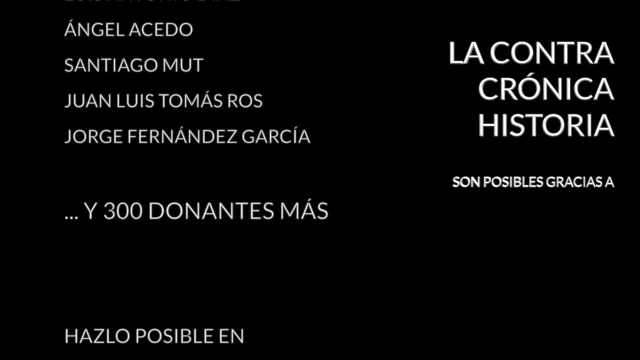 ÁNGEL ACEDO
SANTIAGO MUT
JUAN LUIS TOMÁS ROS
JORGE FERNÁNDEZ GARCÍA
... Y 300 DONANTES MÁS
HAZLO POSIBLE EN
LA CONTRA
CRÓNICA
HISTORIA
SON POSIBLES GRACIAS A